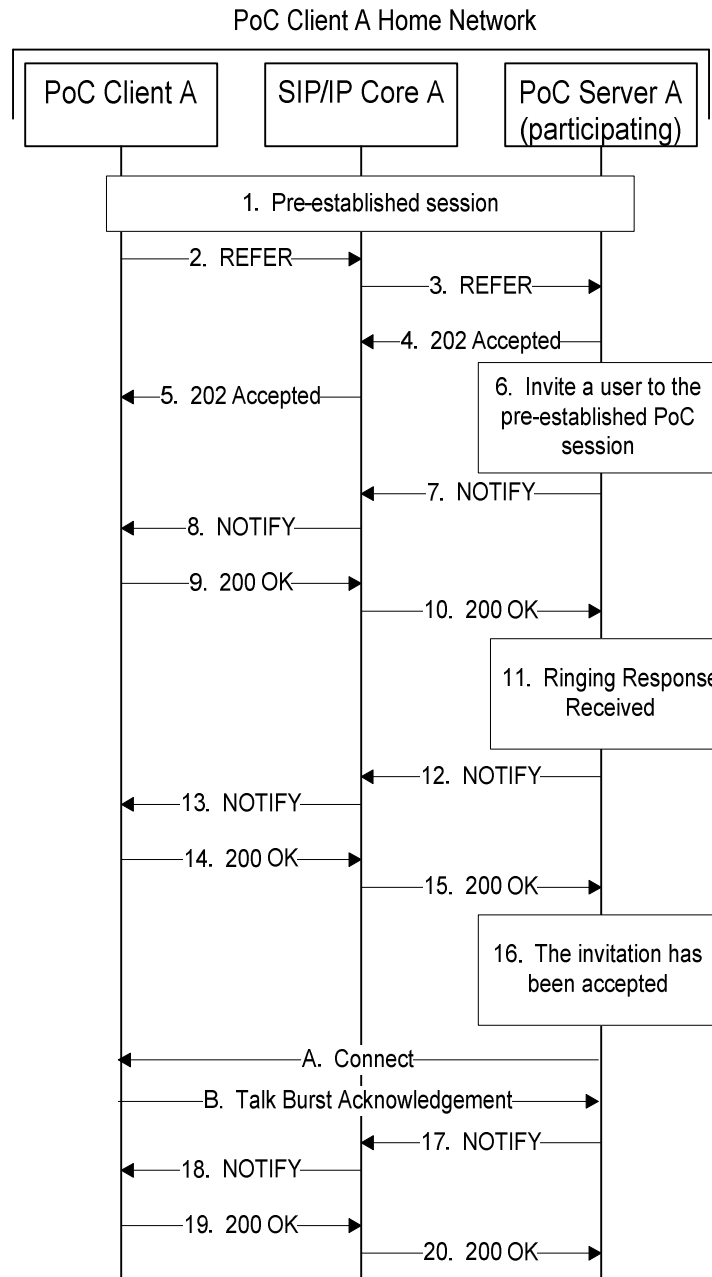 PoC Client A Home Network
PoC Client A
SIP/IP Core A
PoC Server A
(participating)
1. Pre-established session
2. REFER
3. REFER
4. 202 Accepted
5. 202 Accepted
6. Invite a user to the
pre-established PoC
session
7. NOTIFY
8. NOTIFY
9. 200 OK
10. 200 OK
11. Ringing Response
Received
12. NOTIFY
13. NOTIFY
14. 200 OK
15. 200 OK
16. The invitation has
been accepted
A. Connect
B. Talk Burst Acknowledgement
17. NOTIFY
18. NOTIFY
19. 200 OK
20. 200 OK